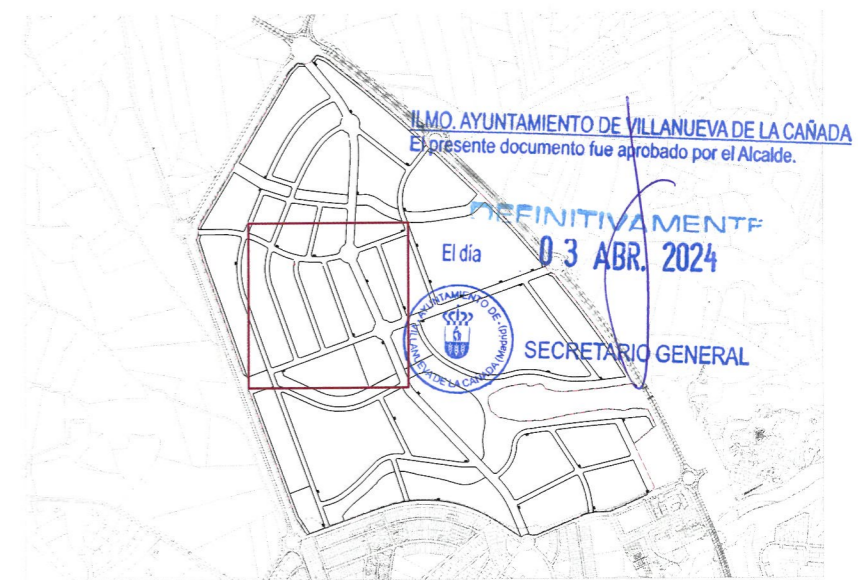 ILMO. AYUNTAMIENTO DE VILLANUEVA DE LA CAÑADA
El presente documento fue aprobado por el Alcalde.
DEFINITIVAMENTE
El día 03 ABR. 2024
AYUNTAMIENTO DE VILLANUEVA DE LA CAÑADA (Madrid)
SECRETARIO GENERAL